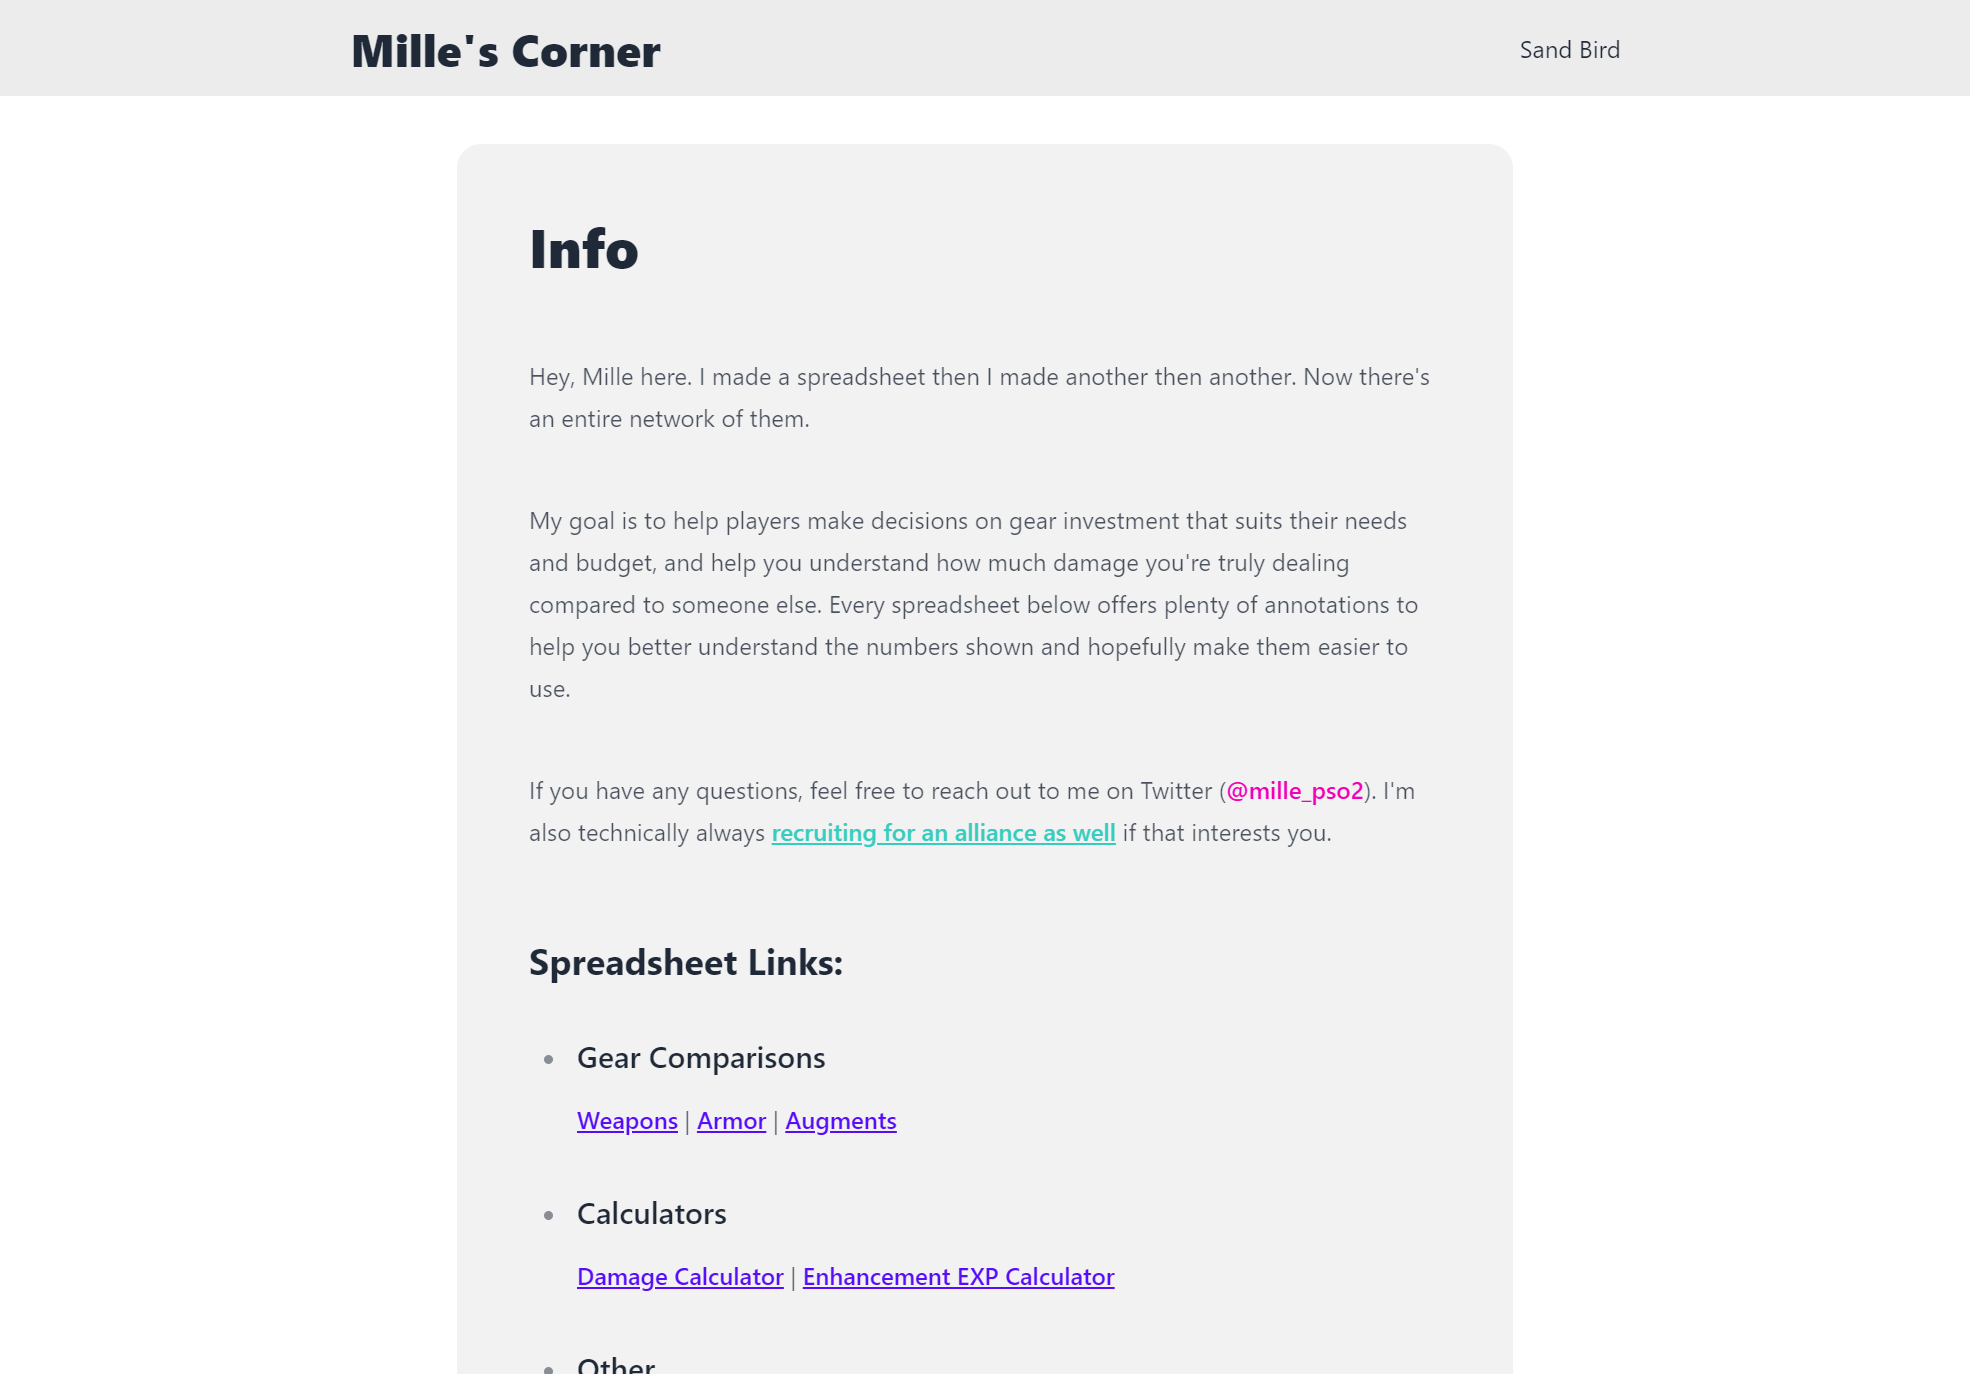 Mille's Corner
Sand Bird
Info
Hey, Mille here. I made a spreadsheet then I made another then another. Now there's
an entire network of them.
My goal is to help players make decisions on gear investment that suits their needs
and budget, and help you understand how much damage you're truly dealing
compared to someone else. Every spreadsheet below offers plenty of annotations to
help you better understand the numbers shown and hopefully make them easier to
use.
If you have any questions, feel free to reach out to me on Twitter (@mille_pso2). I'm
also technically always recruiting for an alliance as well if that interests you.
Spreadsheet Links:
• Gear Comparisons
Weapons | Armor | Augments
• Calculators
Damage Calculator | Enhancement EXP Calculator
• Other